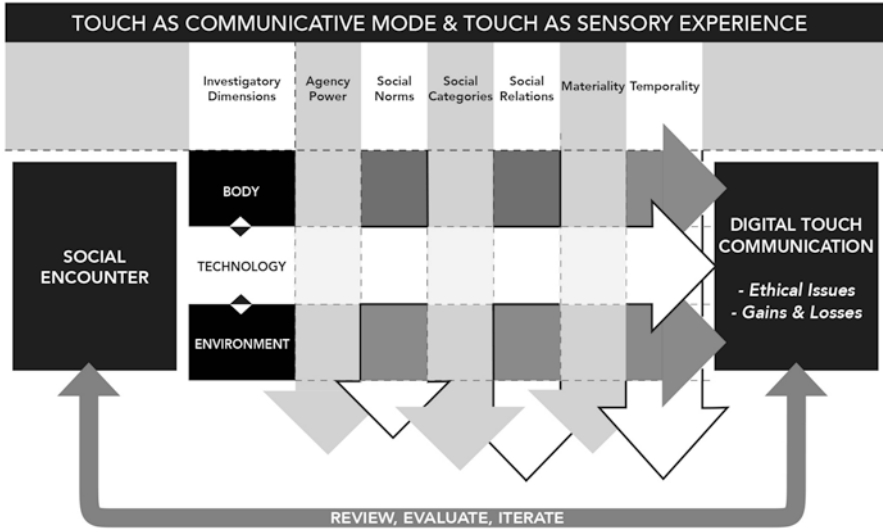 TOUCH AS COMMUNICATIVE MODE & TOUCH AS SENSORY EXPERIENCE
Investigatory
Dimensions
Agency
Power
Social
Norms
Social
Categories
Social
Relations
Materiality
Temporality
SOCIAL
ENCOUNTER
BODY
TECHNOLOGY
ENVIRONMENT
DIGITAL TOUCH
COMMUNICATION
- Ethical Issues
- Gains & Losses
REVIEW, EVALUATE, ITERATE